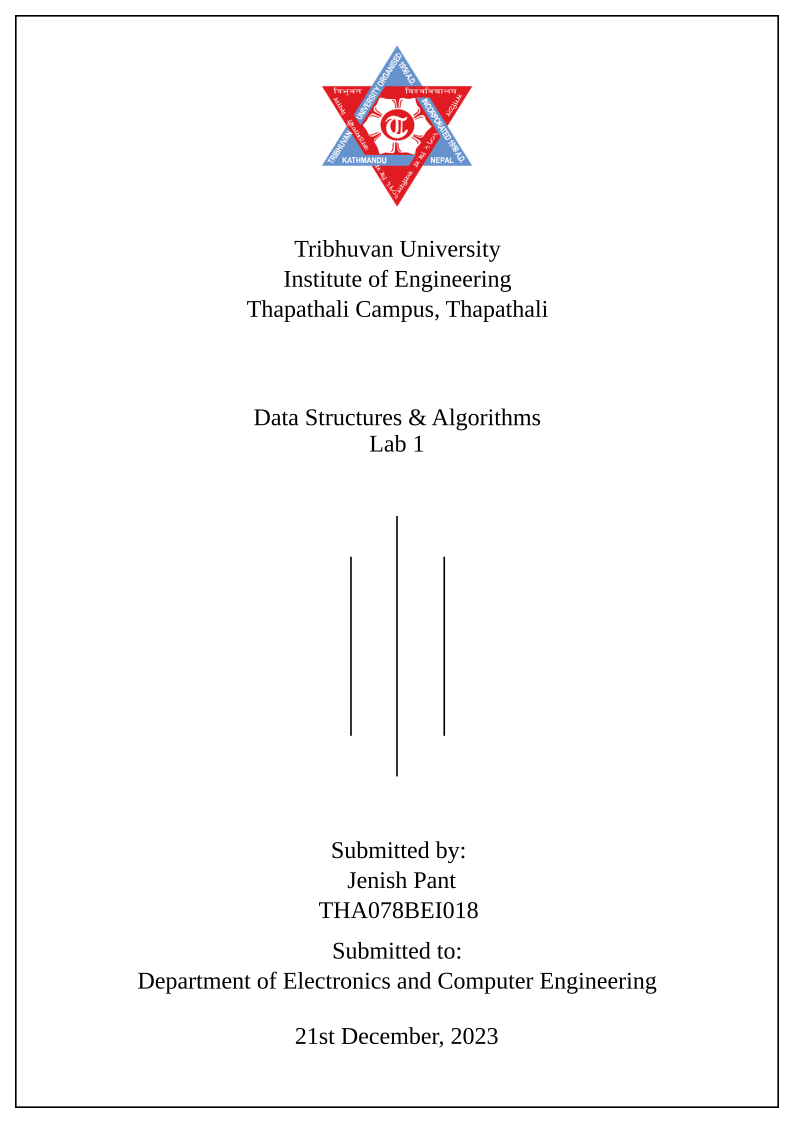 त्रिभुवन विश्वविद्यालय
TRIBHUVAN UNIVERSITY ORGANISED 1956 A.D.
INCORPORATED 1959 A.D.
KATHMANDU NEPAL
T
Tribhuvan University
Institute of Engineering
Thapathali Campus, Thapathali
Data Structures & Algorithms
Lab 1
Submitted by:
Jenish Pant
THA078BEI018
Submitted to:
Department of Electronics and Computer Engineering
21st December, 2023